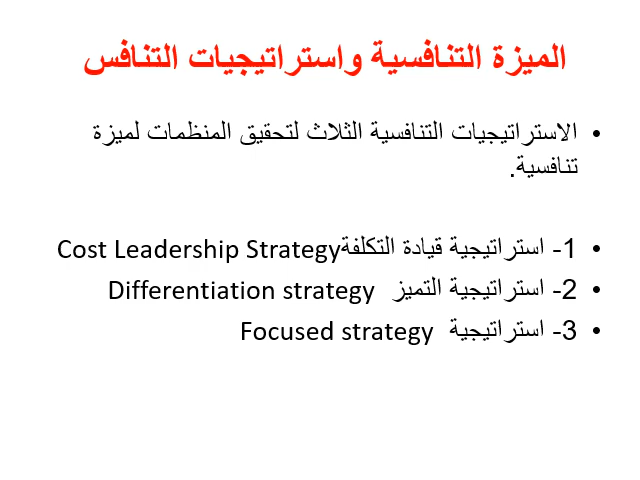 الميزة التنافسية واستراتيجيات التنافس
• الاستراتيجيات التنافسية الثلاث لتحقيق المنظمات لميزة
تنافسية.
• 1- استراتيجية قيادة التكلفةCost Leadership Strategy
• 2- استراتيجية التميز Differentiation strategy
• 3- استراتيجية Focused strategy